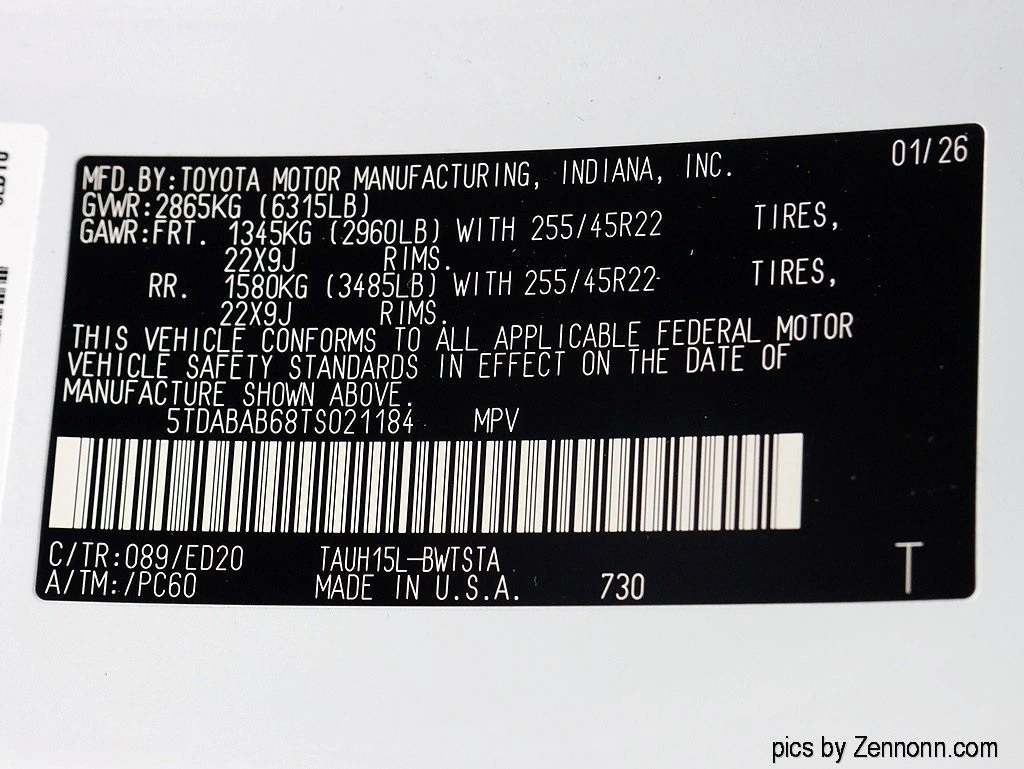 01/26
MFD.BY:TOYOTA MOTOR MANUFACTURING, INDIANA, INC.
GVWR:2865KG (6315LB)
GAWR:FRT. 1345KG (2960LB) WITH 255/45R22 TIRES,
22X9J RIMS.
RR. 1580KG (3485LB) WITH 255/45R22 TIRES,
22X9J RIMS.
THIS VEHICLE CONFORMS TO ALL APPLICABLE FEDERAL MOTOR
VEHICLE SAFETY STANDARDS IN EFFECT ON THE DATE OF
MANUFACTURE SHOWN ABOVE.
5TDABAB68TS021184 MPV
C/TR:089/ED20 TAUH15L-BWTSTA
A/TM:/PC60 MADE IN U.S.A. 730
T
pics by Zennonn.com